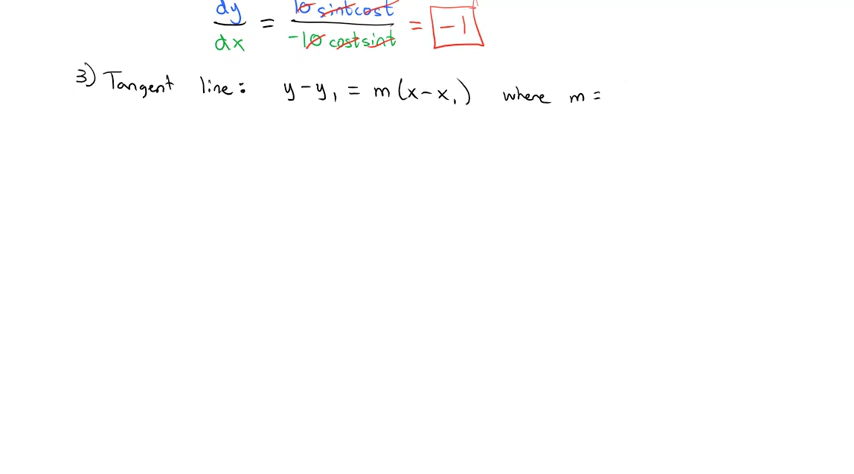 dy/dx = 10 sint cost / -10 cost sint = -1
3) Tangent line: y - y₁ = m(x - x₁) where m =